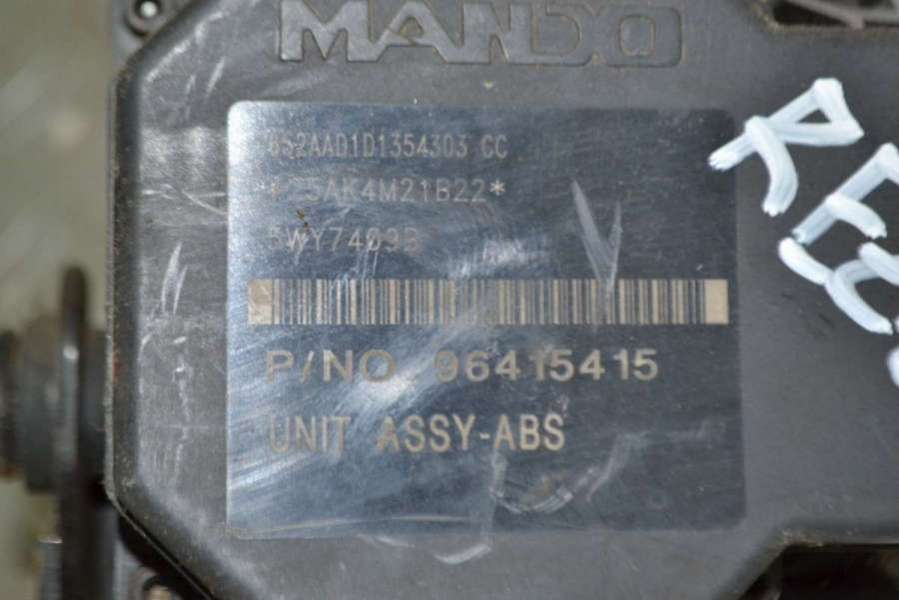 MANDO
6S2AAD1D1354303 CC
5WY7409B
P/NO. 96415415
UNIT ASSY-ABS